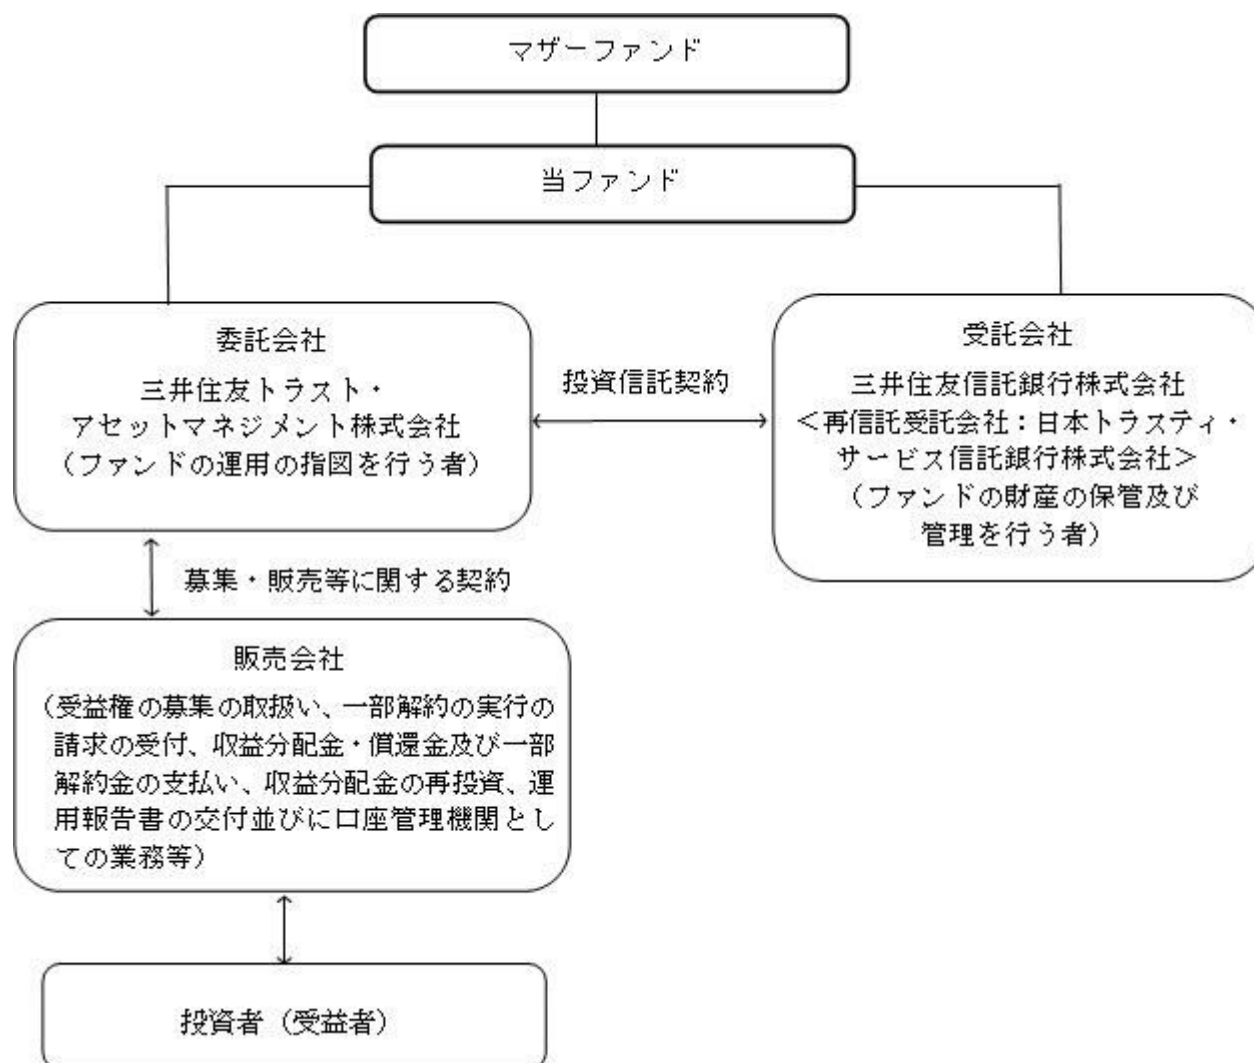 マザーファンド
当ファンド
委託会社
三井住友トラスト・
アセットマネジメント株式会社
（ファンドの運用の指図を行う者）
投資信託契約
受託会社
三井住友信託銀行株式会社
＜再信託受託会社：日本トラスティ・
サービス信託銀行株式会社＞
（ファンドの財産の保管及び
管理を行う者）
募集・販売等に関する契約
販売会社
（受益権の募集の取扱い、一部解約の実行の
請求の受付、収益分配金・償還金及び一部
解約金の支払い、収益分配金の再投資、運
用報告書の交付並びに口座管理機関とし
ての業務等）
投資者（受益者）